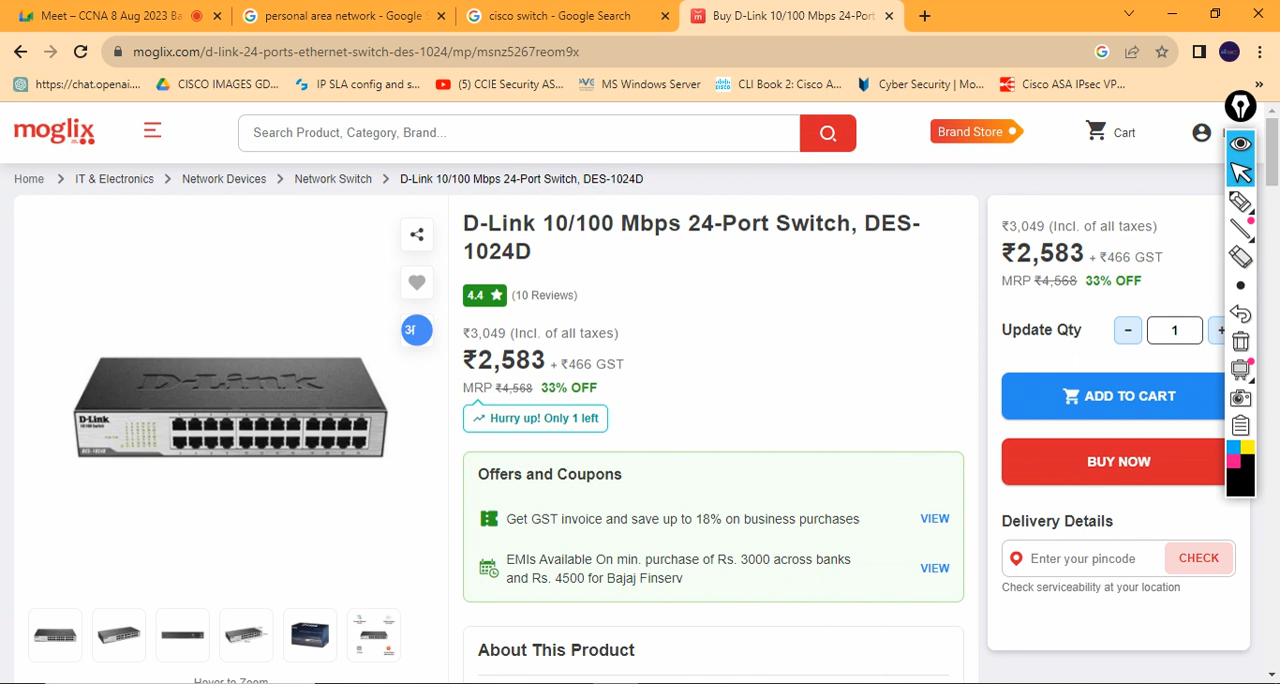 Meet – CCNA 8 Aug 2023 Ba
personal area network - Google S
cisco switch - Google Search
Buy D-Link 10/100 Mbps 24-Port
moglix.com/d-link-24-ports-ethernet-switch-des-1024/mp/msnz5267reom9x
https://chat.openai....
CISCO IMAGES GD...
IP SLA config and s...
(5) CCIE Security AS...
MS Windows Server
CLI Book 2: Cisco A...
Cyber Security | Mo...
Cisco ASA IPsec VP...
»
moglix
Search Product, Category, Brand...
Brand Store
Cart
Home > IT & Electronics > Network Devices > Network Switch > D-Link 10/100 Mbps 24-Port Switch, DES-1024D
D-Link
D-Link
10/100 Switch
DES-1024D
Hover to Zoom
अ
D-Link 10/100 Mbps 24-Port Switch, DES-
1024D
4.4 ★ (10 Reviews)
₹3,049 (Incl. of all taxes)
₹2,583 + ₹466 GST
MRP ₹4,568 33% OFF
Hurry up! Only 1 left
Offers and Coupons
Get GST invoice and save up to 18% on business purchases VIEW
EMIs Available On min. purchase of Rs. 3000 across banks
and Rs. 4500 for Bajaj Finserv VIEW
About This Product
₹3,049 (Incl. of all taxes)
₹2,583 + ₹466 GST
MRP ₹4,568 33% OFF
Update Qty - 1 +
ADD TO CART
BUY NOW
Delivery Details
Enter your pincode CHECK
Check serviceability at your location